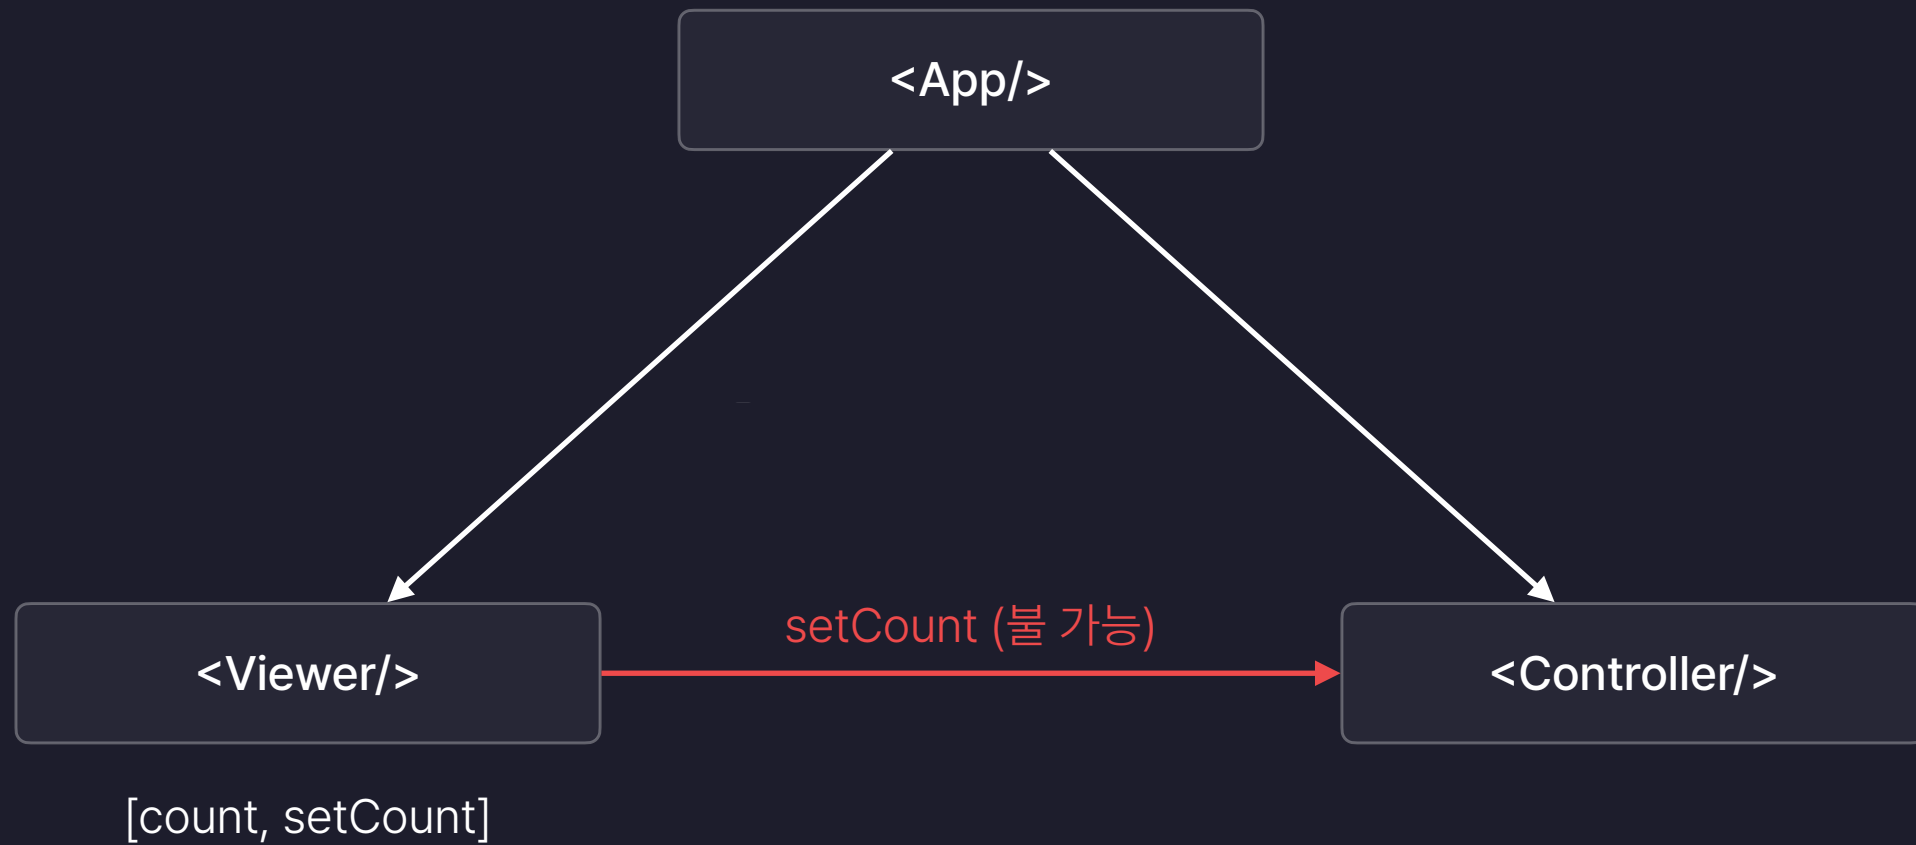 <App/>
setCount (불 가능)
<Viewer/>
<Controller/>
[count, setCount]